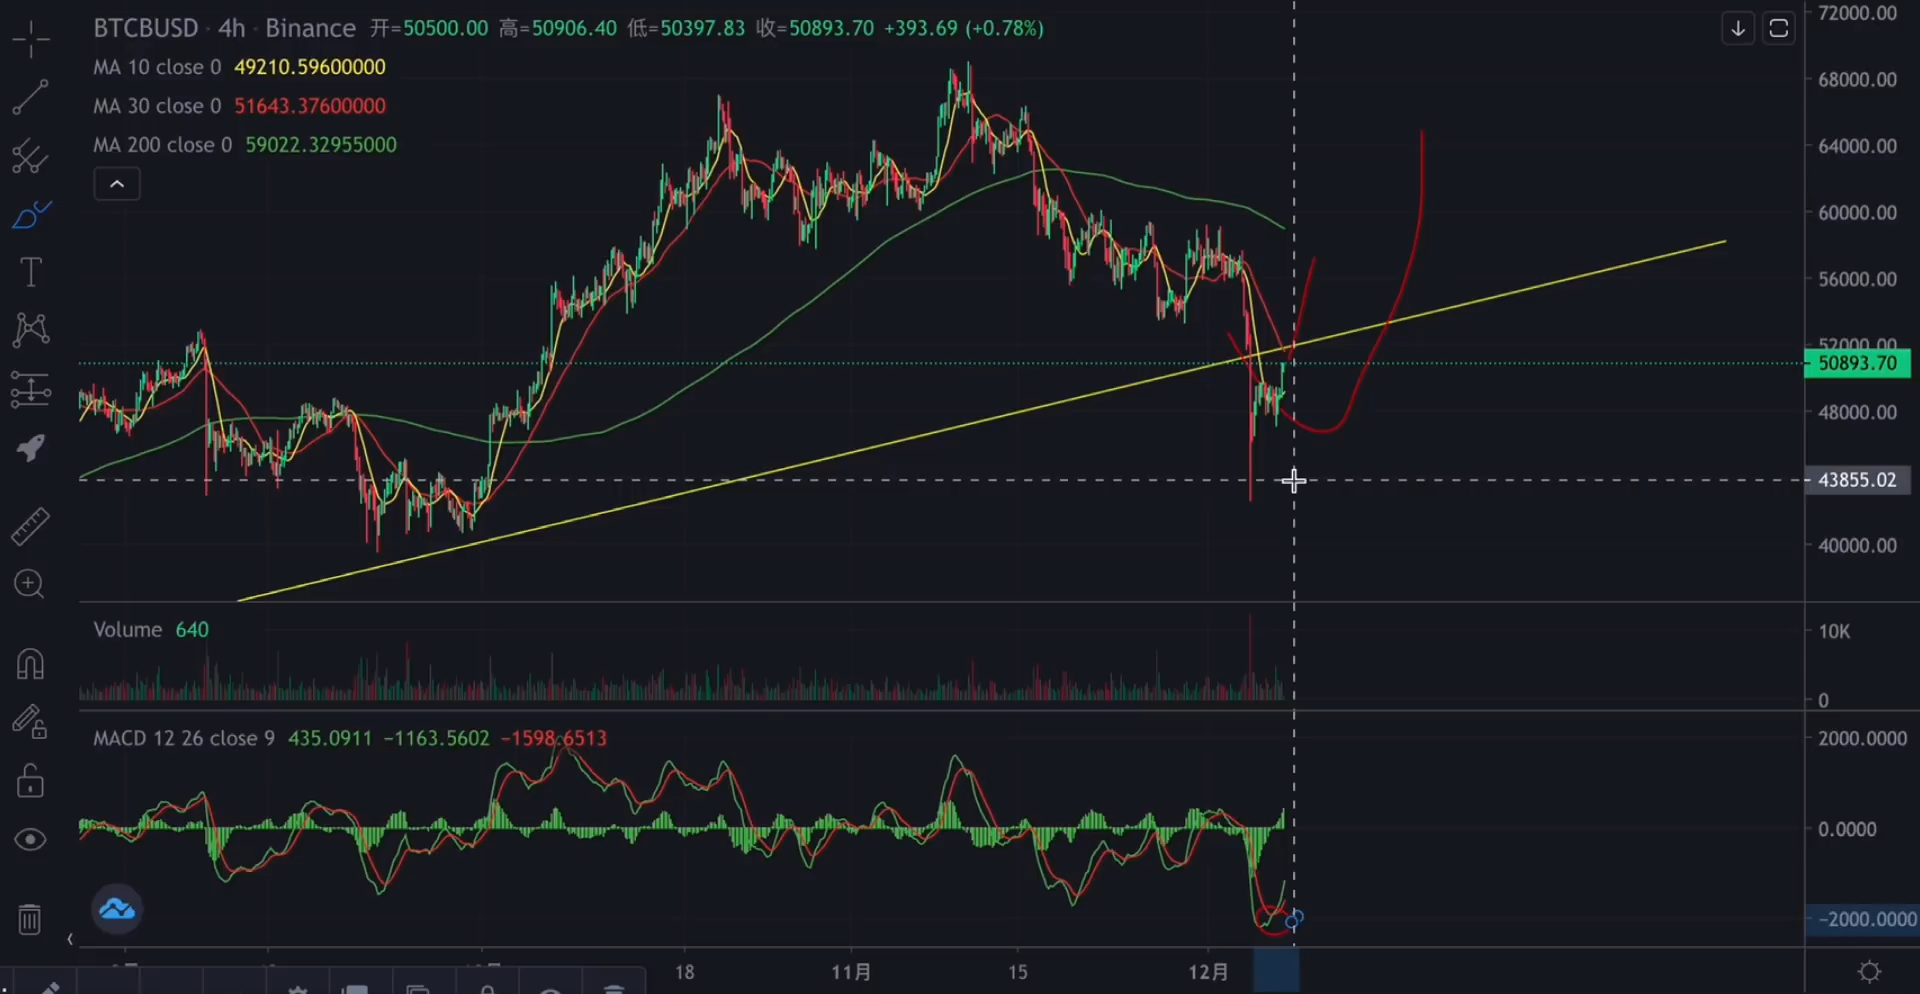 BTCBUSD · 4h · Binance 开=50500.00 高=50906.40 低=50397.83 收=50893.70 +393.69 (+0.78%)
MA 10 close 0 49210.59600000
MA 30 close 0 51643.37600000
MA 200 close 0 59022.32955000
72000.00
68000.00
64000.00
60000.00
56000.00
52000.00
50893.70
48000.00
43855.02
40000.00
Volume 640
10K
0
MACD 12 26 close 9 435.0911 −1163.5602 −1598.6513
2000.0000
0.0000
−2000.0000
18 11月 15 12月